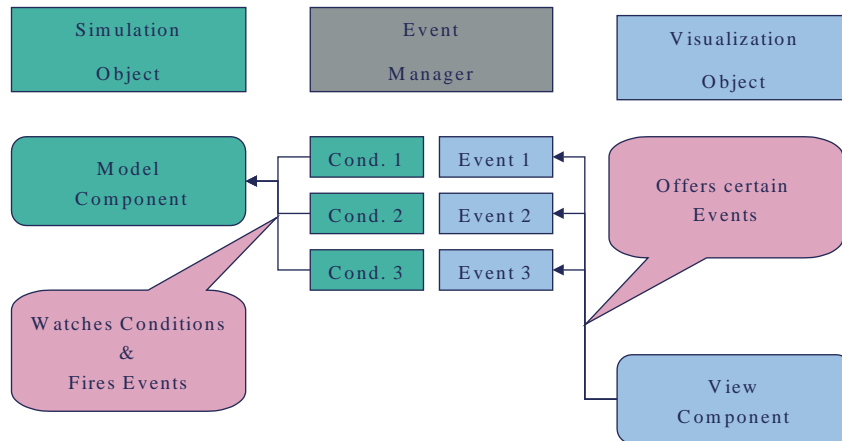 Simulation
Object
Event
Manager
Visualization
Object
Model
Component
Cond. 1
Event 1
Cond. 2
Event 2
Cond. 3
Event 3
Offers certain
Events
Watches Conditions
&
Fires Events
View
Component